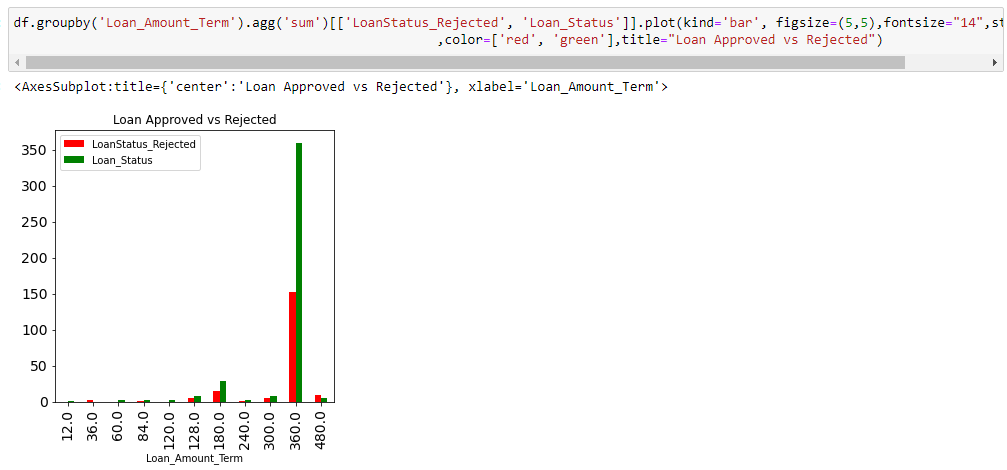 df.groupby('Loan_Amount_Term').agg('sum')[['LoanStatus_Rejected', 'Loan_Status']].plot(kind='bar', figsize=(5,5),fontsize="14",st
,color=['red', 'green'],title="Loan Approved vs Rejected")
<AxesSubplot:title={'center':'Loan Approved vs Rejected'}, xlabel='Loan_Amount_Term'>
Loan Approved vs Rejected
LoanStatus_Rejected
Loan_Status
350
300
250
200
150
100
50
0
12.0
36.0
60.0
84.0
120.0
128.0
180.0
240.0
300.0
360.0
480.0
Loan_Amount_Term